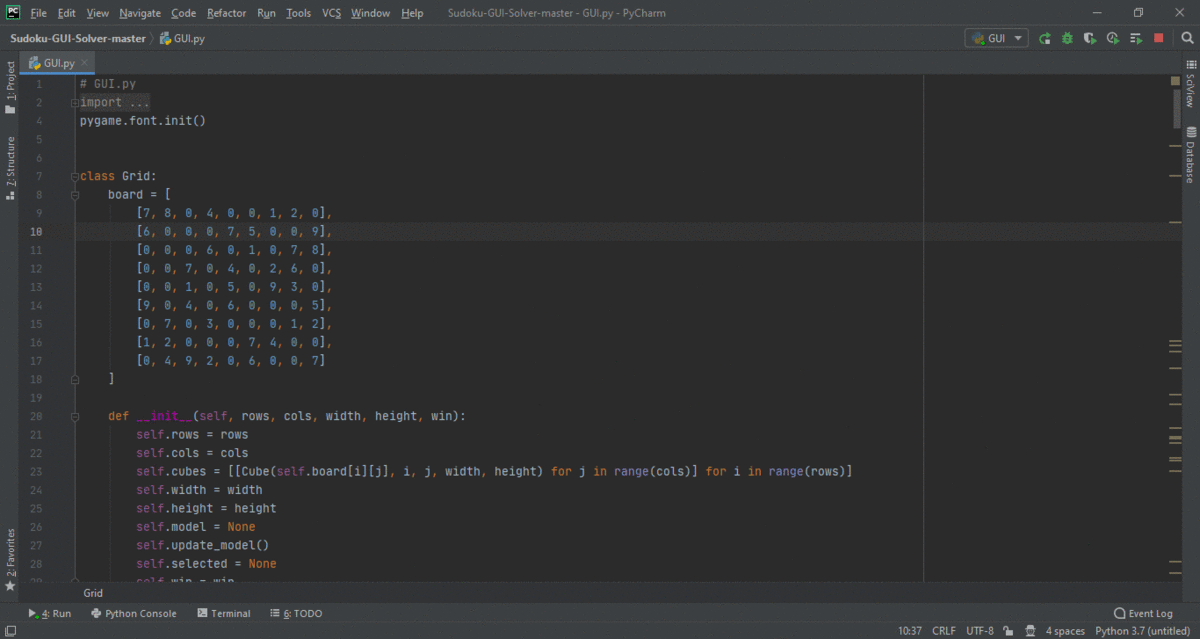 File Edit View Navigate Code Refactor Run Tools VCS Window Help Sudoku-GUI-Solver-master - GUI.py - PyCharm
Sudoku-GUI-Solver-master GUI.py GUI
GUI.py
1: Project
7: Structure
2: Favorites
SciView
Database
1 # GUI.py
2 import ...
4 pygame.font.init()
5
6
7 class Grid:
8 board = [
9 [7, 8, 0, 4, 0, 0, 1, 2, 0],
10 [6, 0, 0, 0, 7, 5, 0, 0, 9],
11 [0, 0, 0, 6, 0, 1, 0, 7, 8],
12 [0, 0, 7, 0, 4, 0, 2, 6, 0],
13 [0, 0, 1, 0, 5, 0, 9, 3, 0],
14 [9, 0, 4, 0, 6, 0, 0, 0, 5],
15 [0, 7, 0, 3, 0, 0, 0, 1, 2],
16 [1, 2, 0, 0, 0, 7, 4, 0, 0],
17 [0, 4, 9, 2, 0, 6, 0, 0, 7]
18 ]
19
20 def __init__(self, rows, cols, width, height, win):
21 self.rows = rows
22 self.cols = cols
23 self.cubes = [[Cube(self.board[i][j], i, j, width, height) for j in range(cols)] for i in range(rows)]
24 self.width = width
25 self.height = height
26 self.model = None
27 self.update_model()
28 self.selected = None
29 self.win = win
Grid
4: Run Python Console Terminal 6: TODO Event Log
10:37 CRLF UTF-8 4 spaces Python 3.7 (untitled)